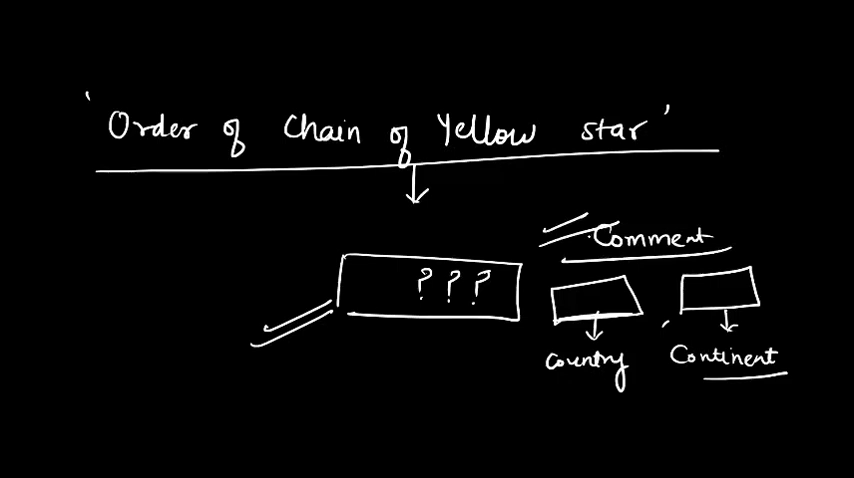 'Order of Chain of Yellow star'
Comment
???
Country
Continent